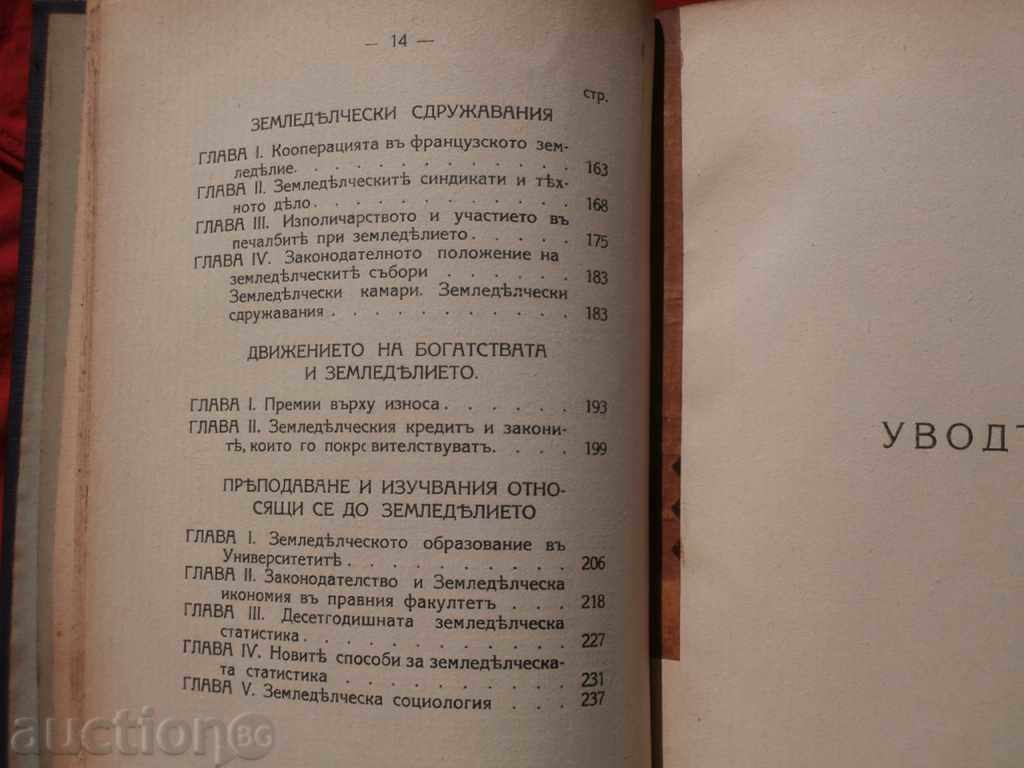 — 14 —
стр.
ЗЕМЛЕДѢЛЧЕСКИ СДРУЖАВАНИЯ
ГЛАВА I. Кооперацията въ французското зем-
ледѣлие. . . . . . . . . . . . 163
ГЛАВА II. Земледѣлческитѣ синдикати и тѣх-
ното дѣло . . . . . . . . . . . 168
ГЛАВА III. Изполичарството и участието въ
печалбитѣ при земледѣлието . . . . . 175
ГЛАВА IV. Законодателното положение на
земледѣлческитѣ събори . . . . . . 183
Земледѣлчески камари. Земледѣлчески
сдружавания . . . . . . . . . . . 183
ДВИЖЕНИЕТО НА БОГАТСТВАТА
И ЗЕМЛЕДѢЛИЕТО.
ГЛАВА I. Премии върху износа . . . . . . 193
ГЛАВА II. Земледѣлческия кредитъ и закони-
тѣ, които го покровителствуватъ. . . . 199
ПРѢПОДАВАНЕ И ИЗУЧВАНИЯ ОТНО-
СЯЩИ СЕ ДО ЗЕМЛЕДѢЛИЕТО
ГЛАВА I. Земледѣлческото образование въ
Университетитѣ . . . . . . . . . . 206
ГЛАВА II. Законодателство и Земледѣлческа
икономия въ правния факултетъ . . . 218
ГЛАВА III. Десетгодишната земледѣлческа
статистика . . . . . . . . . . . . 227
ГЛАВА IV. Новитѣ способи за земледѣлческа-
та статистика . . . . . . . . . . 231
ГЛАВА V. Земледѣлческа социология . . . 237
УВОДЪ
auction BG